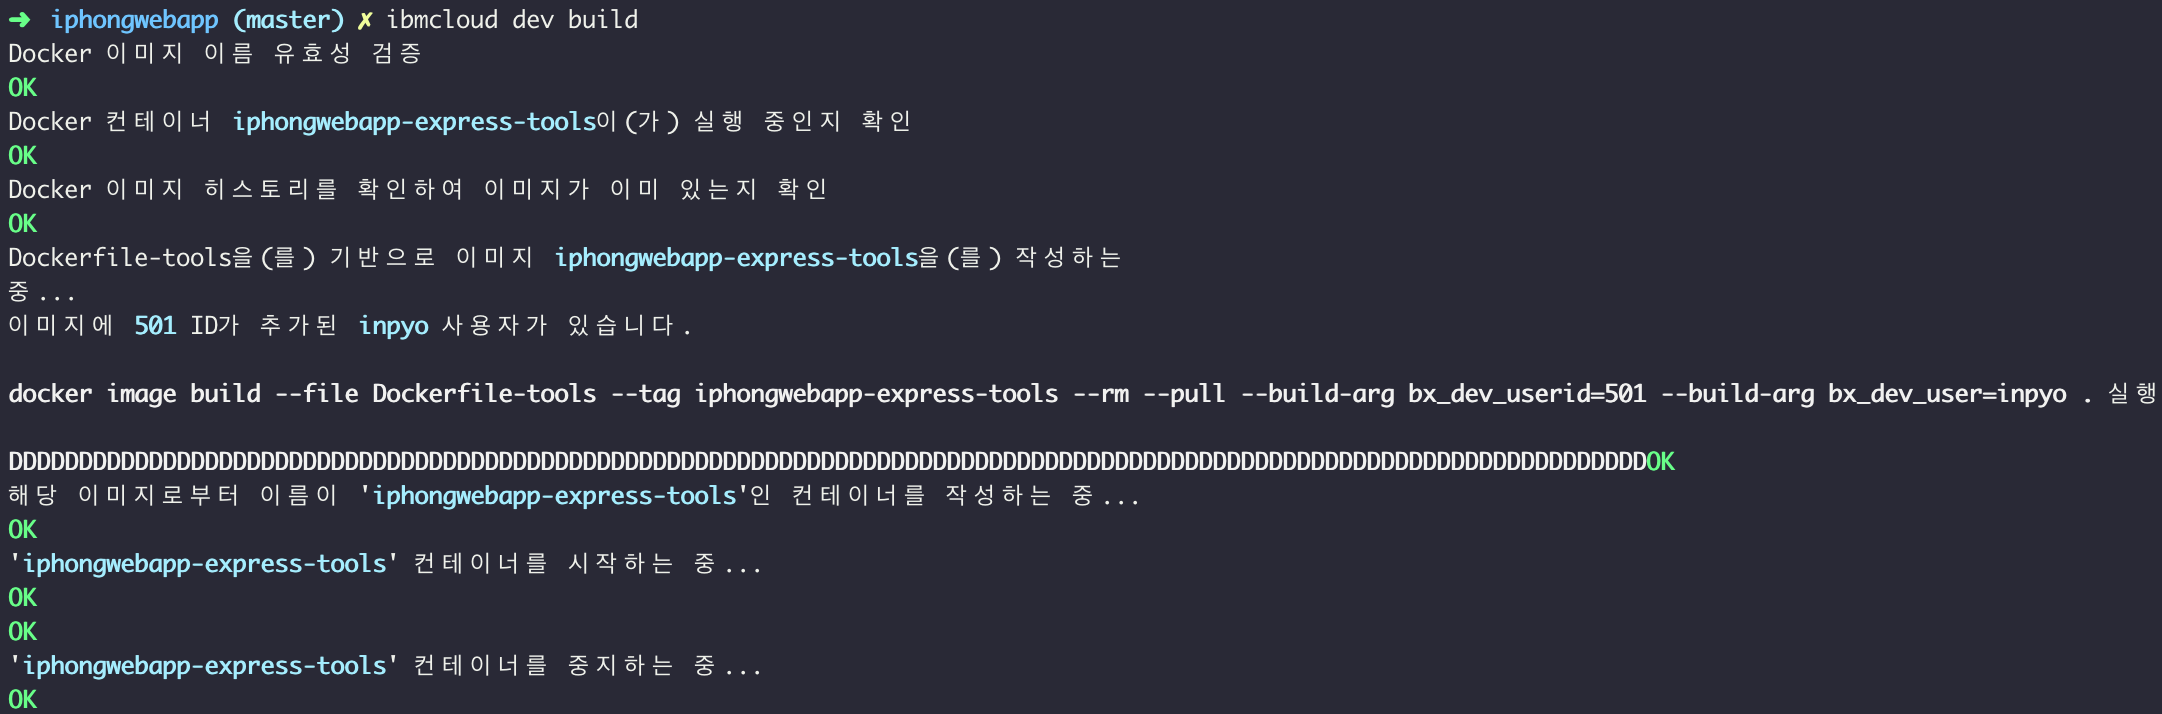 ➜ iphongwebapp (master) ✗ ibmcloud dev build
Docker 이미지 이름 유효성 검증
OK
Docker 컨테이너 iphongwebapp-express-tools이(가) 실행 중인지 확인
OK
Docker 이미지 히스토리를 확인하여 이미지가 이미 있는지 확인
OK
Dockerfile-tools을(를) 기반으로 이미지 iphongwebapp-express-tools을(를) 작성하는
중...
이미지에 501 ID가 추가된 inpyo 사용자가 있습니다.
docker image build --file Dockerfile-tools --tag iphongwebapp-express-tools --rm --pull --build-arg bx_dev_userid=501 --build-arg bx_dev_user=inpyo . 실행
DDDDDDDDDDDDDDDDDDDDDDDDDDDDDDDDDDDDDDDDDDDDDDDDDDDDDDDDDDDDDDDDDDDDDDDDDDDDDDDDDDDDDDDDDDDDDDDDDDDDDDDDDDDDDDDDDDDDDOK
해당 이미지로부터 이름이 'iphongwebapp-express-tools'인 컨테이너를 작성하는 중...
OK
'iphongwebapp-express-tools' 컨테이너를 시작하는 중...
OK
OK
'iphongwebapp-express-tools' 컨테이너를 중지하는 중...
OK